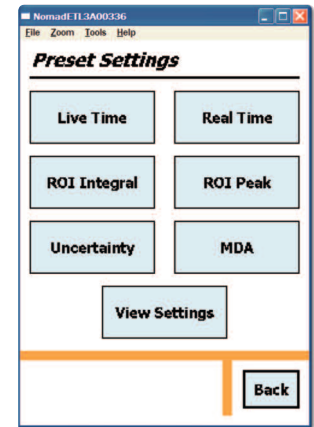 NomadETL3A00336
File Zoom Tools Help
Preset Settings
Live Time Real Time
ROI Integral ROI Peak
Uncertainty MDA
View Settings
Back